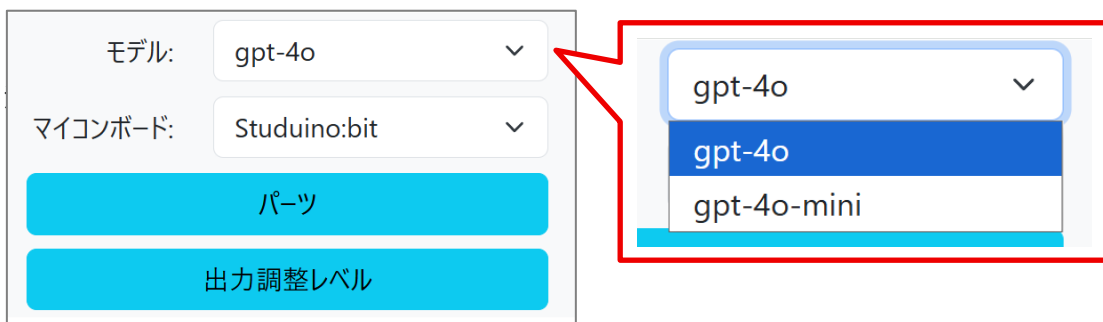 モデル: gpt-4o
マイコンボード: Studuino:bit
パーツ
出力調整レベル
gpt-4o
gpt-4o
gpt-4o-mini